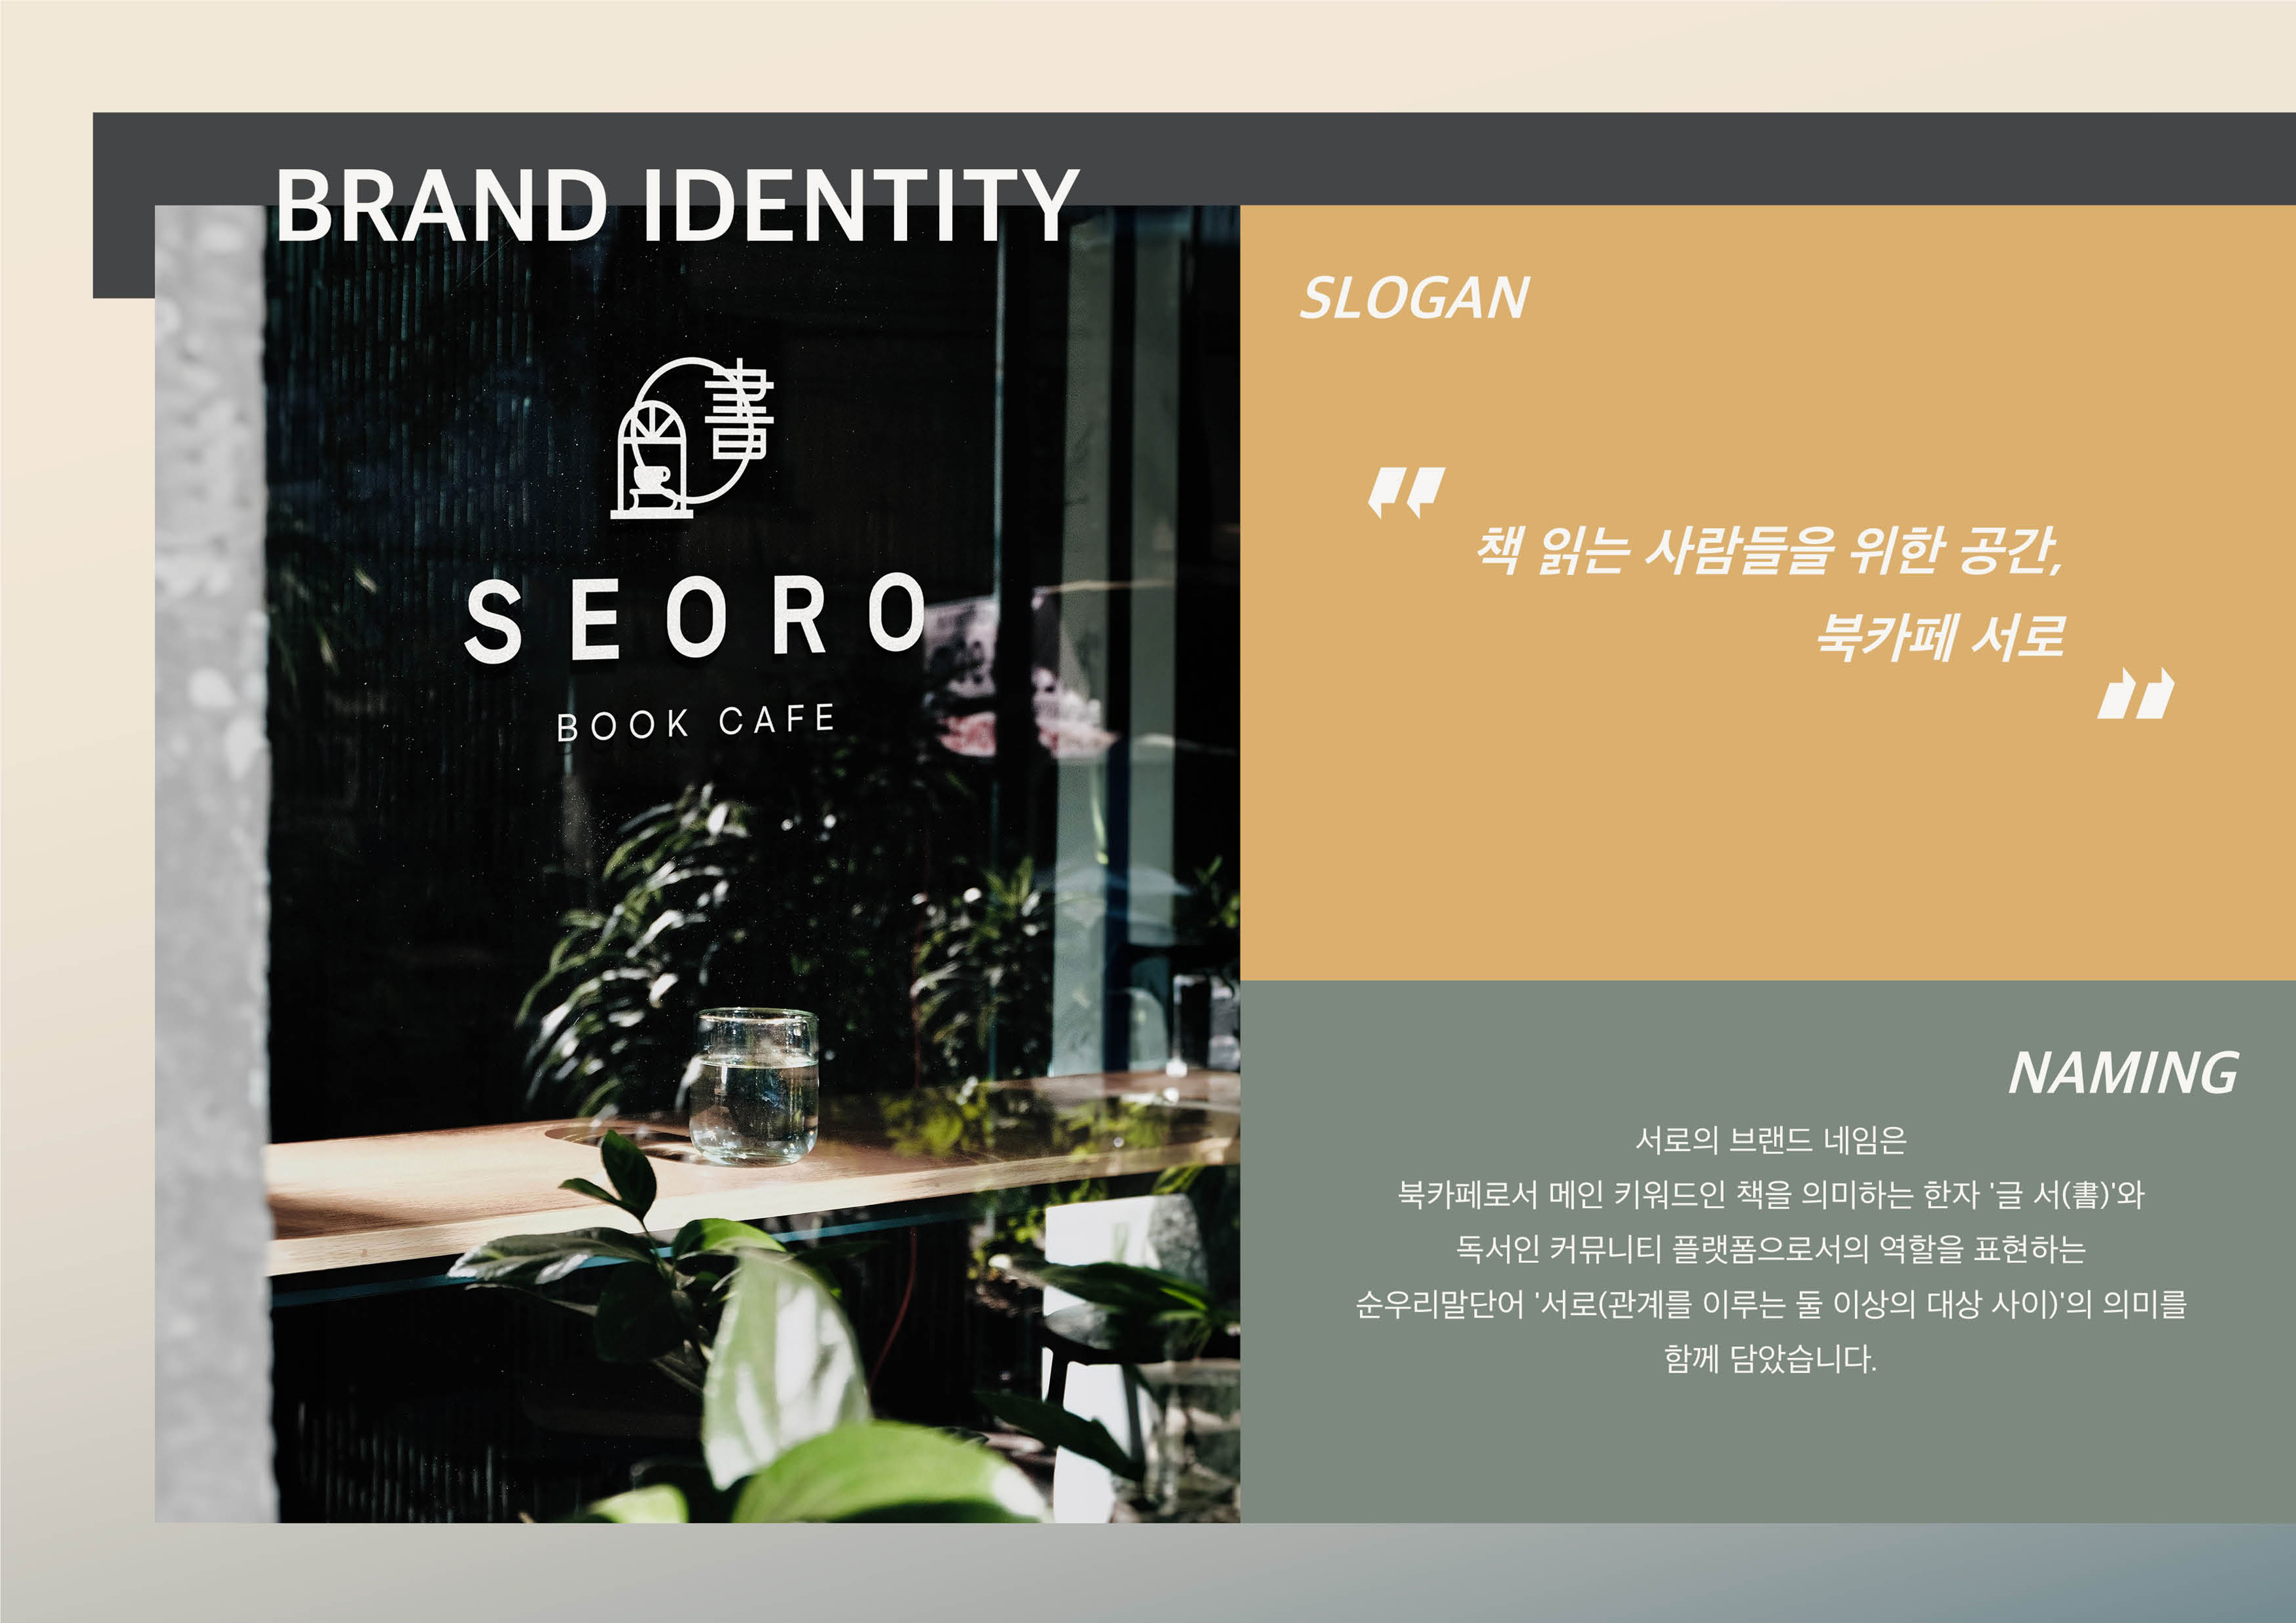 BRAND IDENTITY
書
SEORO
BOOK CAFE
SLOGAN
“
책 읽는 사람들을 위한 공간,
북카페 서로
”
NAMING
서로의 브랜드 네임은
북카페로서 메인 키워드인 책을 의미하는 한자 '글 서(書)'와
독서인 커뮤니티 플랫폼으로서의 역할을 표현하는
순우리말단어 '서로(관계를 이루는 둘 이상의 대상 사이)'의 의미를
함께 담았습니다.